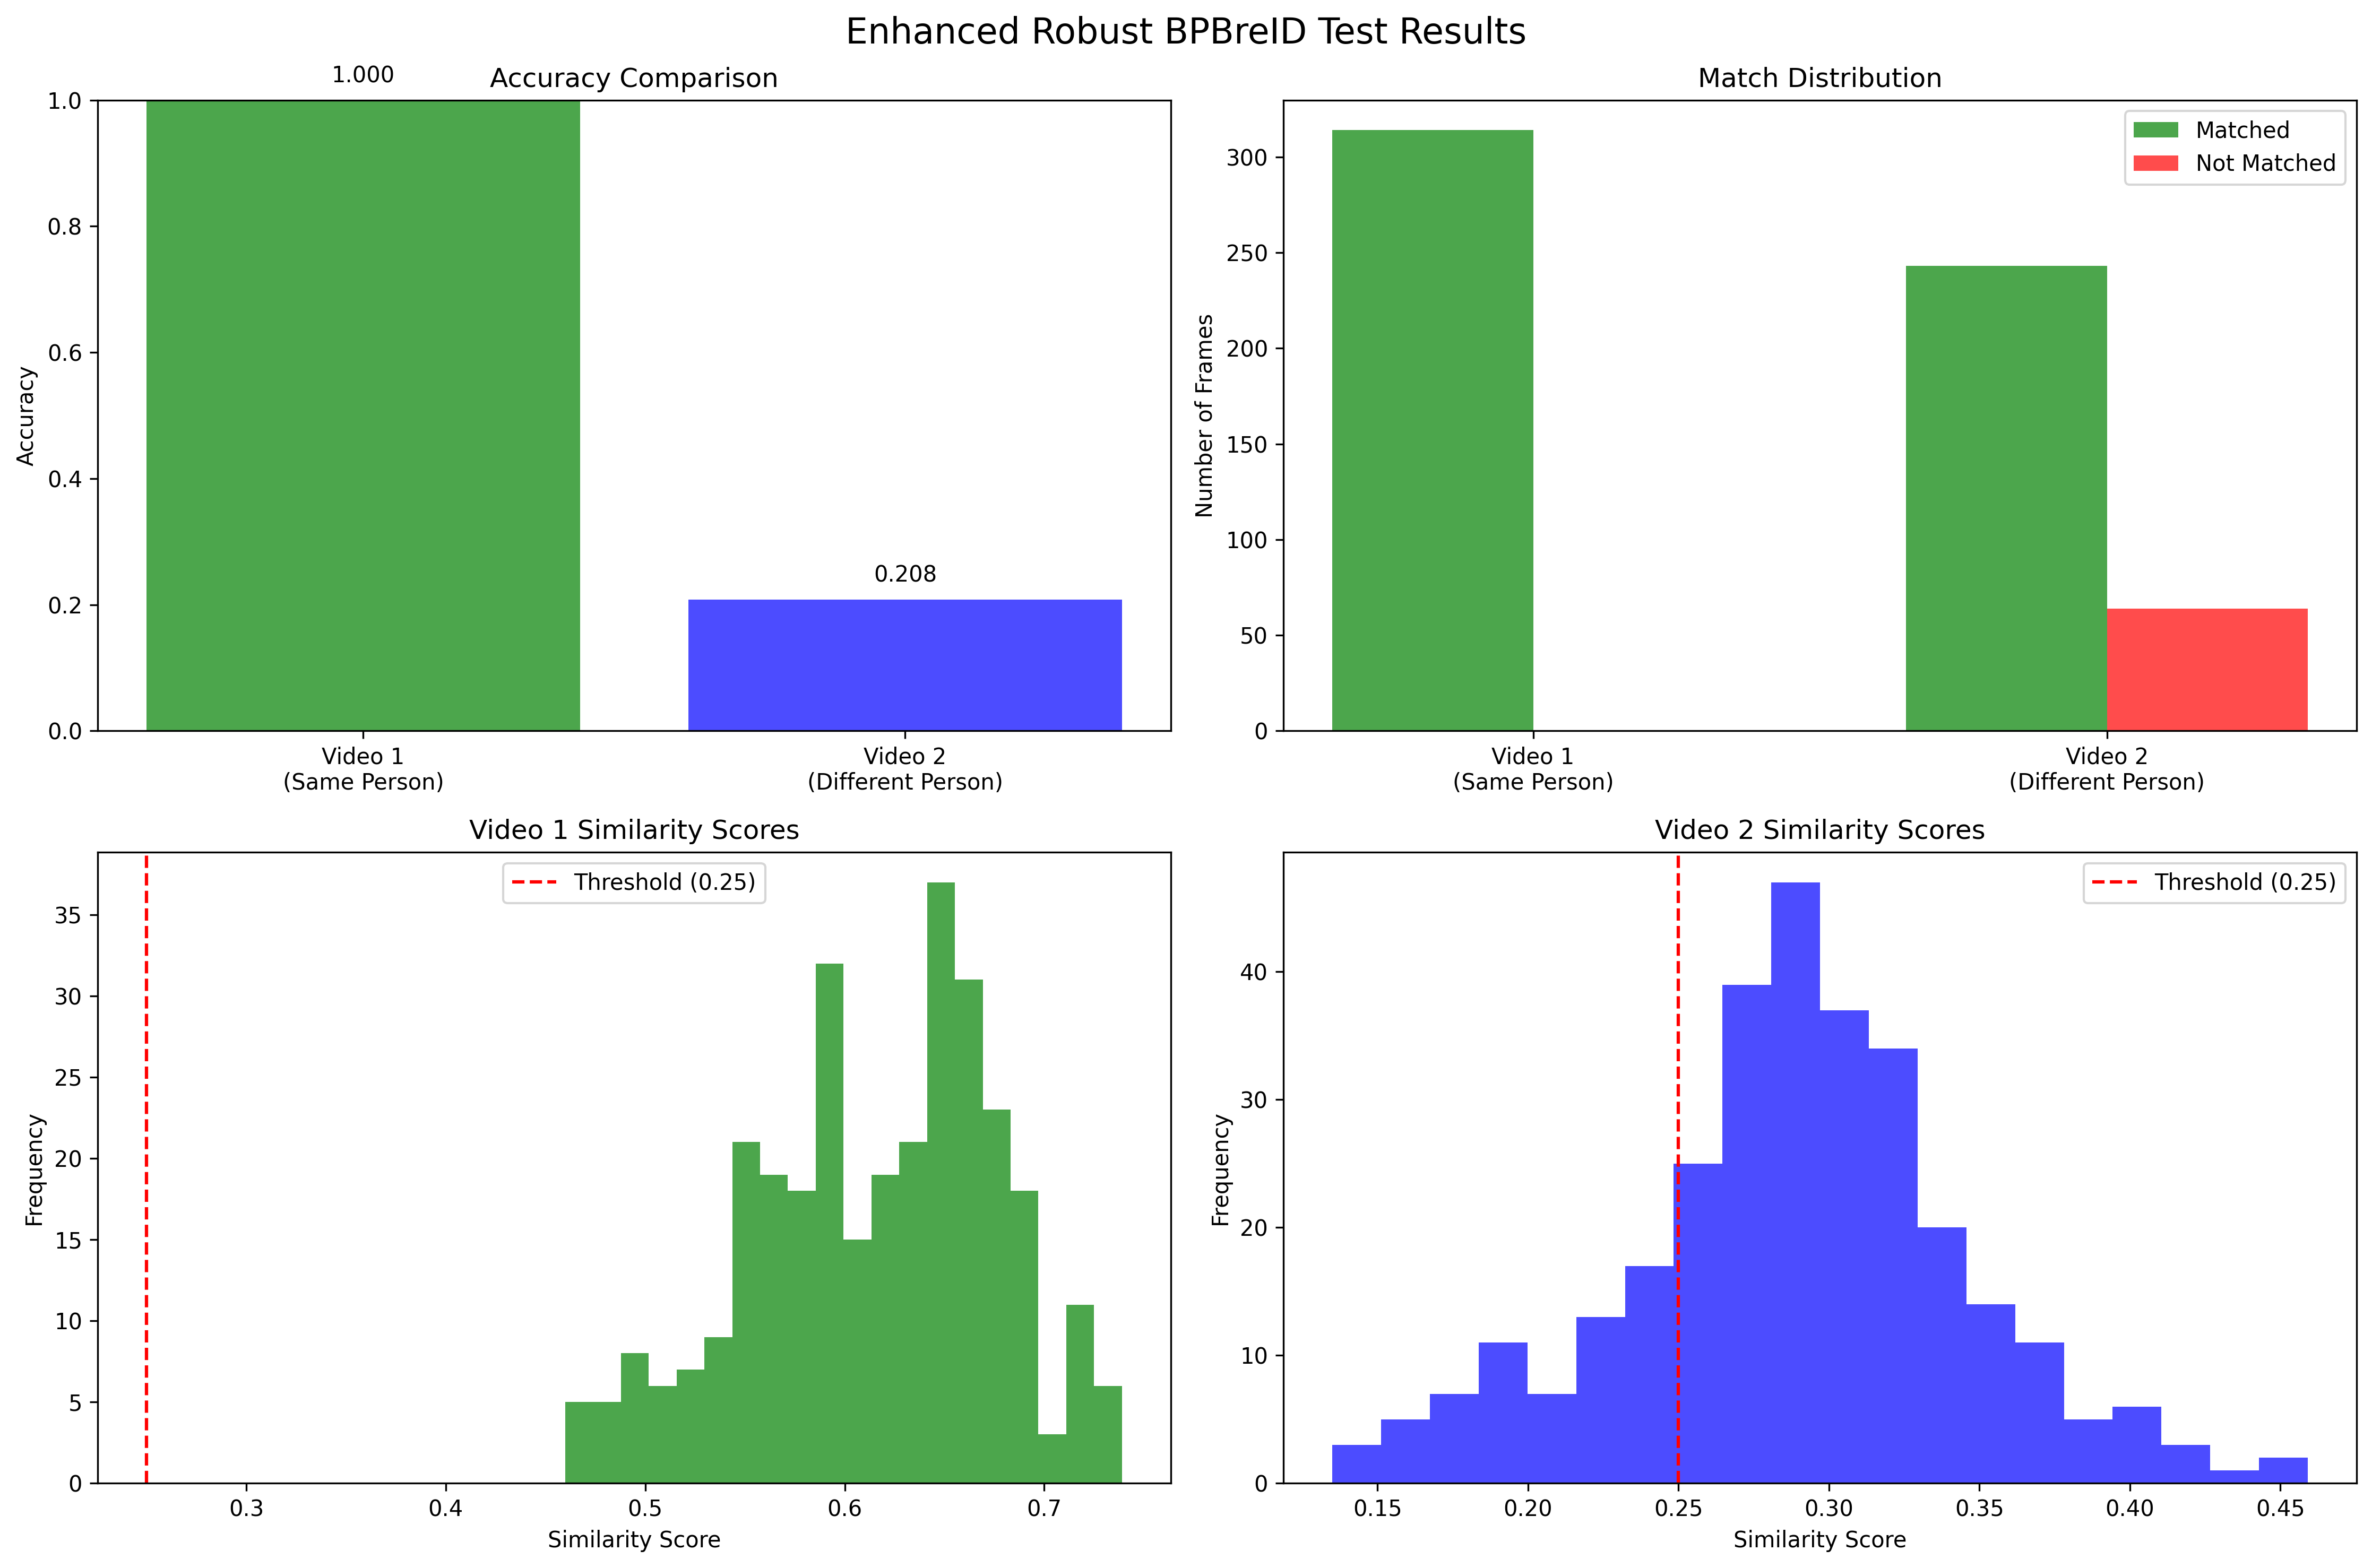 Enhanced Robust BPBreID Test Results
Accuracy Comparison
1.000
0.208
1.0
0.8
0.6
0.4
0.2
0.0
Accuracy
Video 1
(Same Person)
Video 2
(Different Person)
Match Distribution
Matched
Not Matched
300
250
200
150
100
50
0
Number of Frames
Video 1
(Same Person)
Video 2
(Different Person)
Video 1 Similarity Scores
Threshold (0.25)
35
30
25
20
15
10
5
0
Frequency
0.3 0.4 0.5 0.6 0.7
Similarity Score
Video 2 Similarity Scores
Threshold (0.25)
40
30
20
10
0
Frequency
0.15 0.20 0.25 0.30 0.35 0.40 0.45
Similarity Score